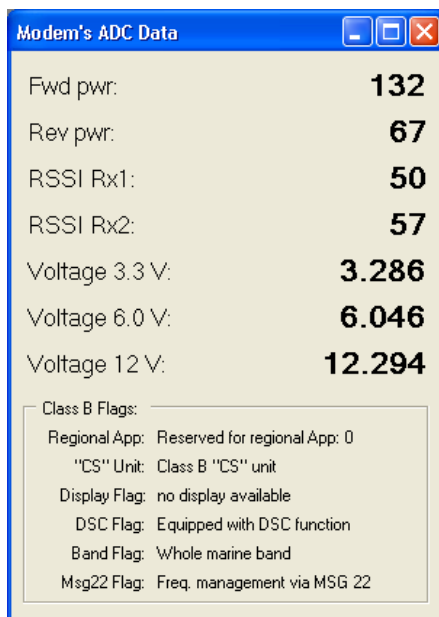 Modem's ADC Data
Fwd pwr: 132
Rev pwr: 67
RSSI Rx1: 50
RSSI Rx2: 57
Voltage 3.3 V: 3.286
Voltage 6.0 V: 6.046
Voltage 12 V: 12.294
Class B Flags:
Regional App: Reserved for regional App: 0
"CS" Unit: Class B "CS" unit
Display Flag: no display available
DSC Flag: Equipped with DSC function
Band Flag: Whole marine band
Msg22 Flag: Freq. management via MSG 22